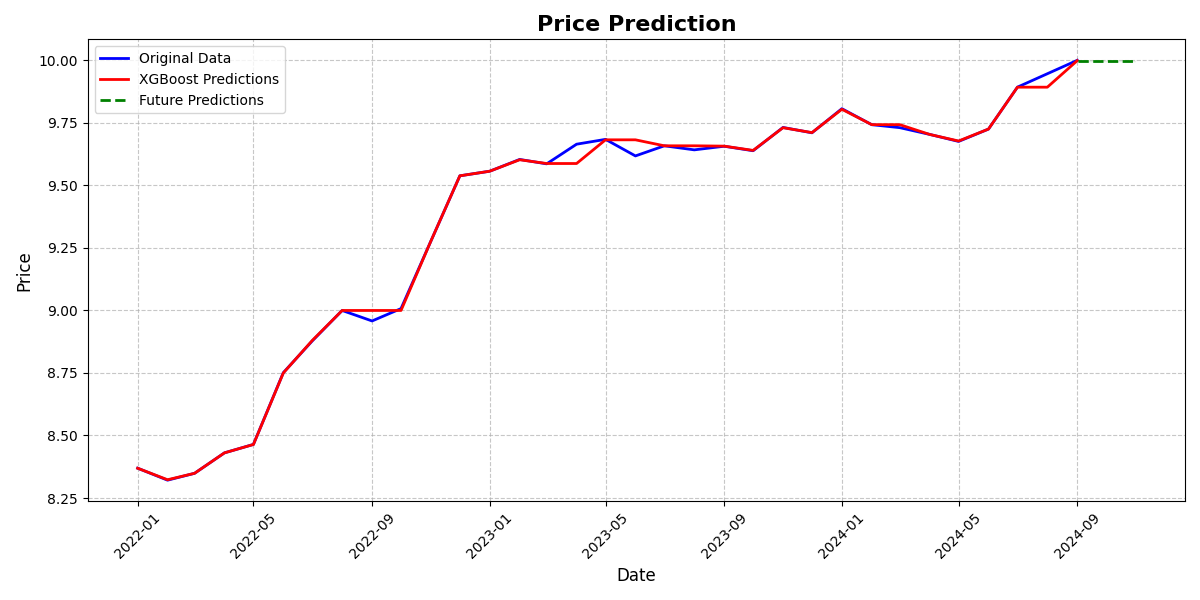 Price Prediction
Original Data
XGBoost Predictions
Future Predictions
10.00
9.75
9.50
9.25
9.00
8.75
8.50
8.25
Price
2022-01
2022-05
2022-09
2023-01
2023-05
2023-09
2024-01
2024-05
2024-09
Date